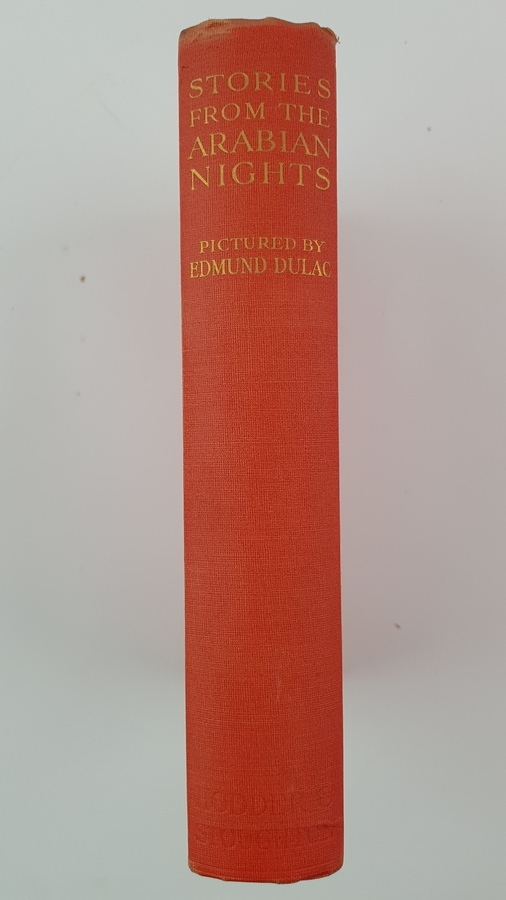 STORIES
FROM THE
ARABIAN
NIGHTS
PICTURED BY
EDMUND DULAC
HODDER &
STOUGHTON